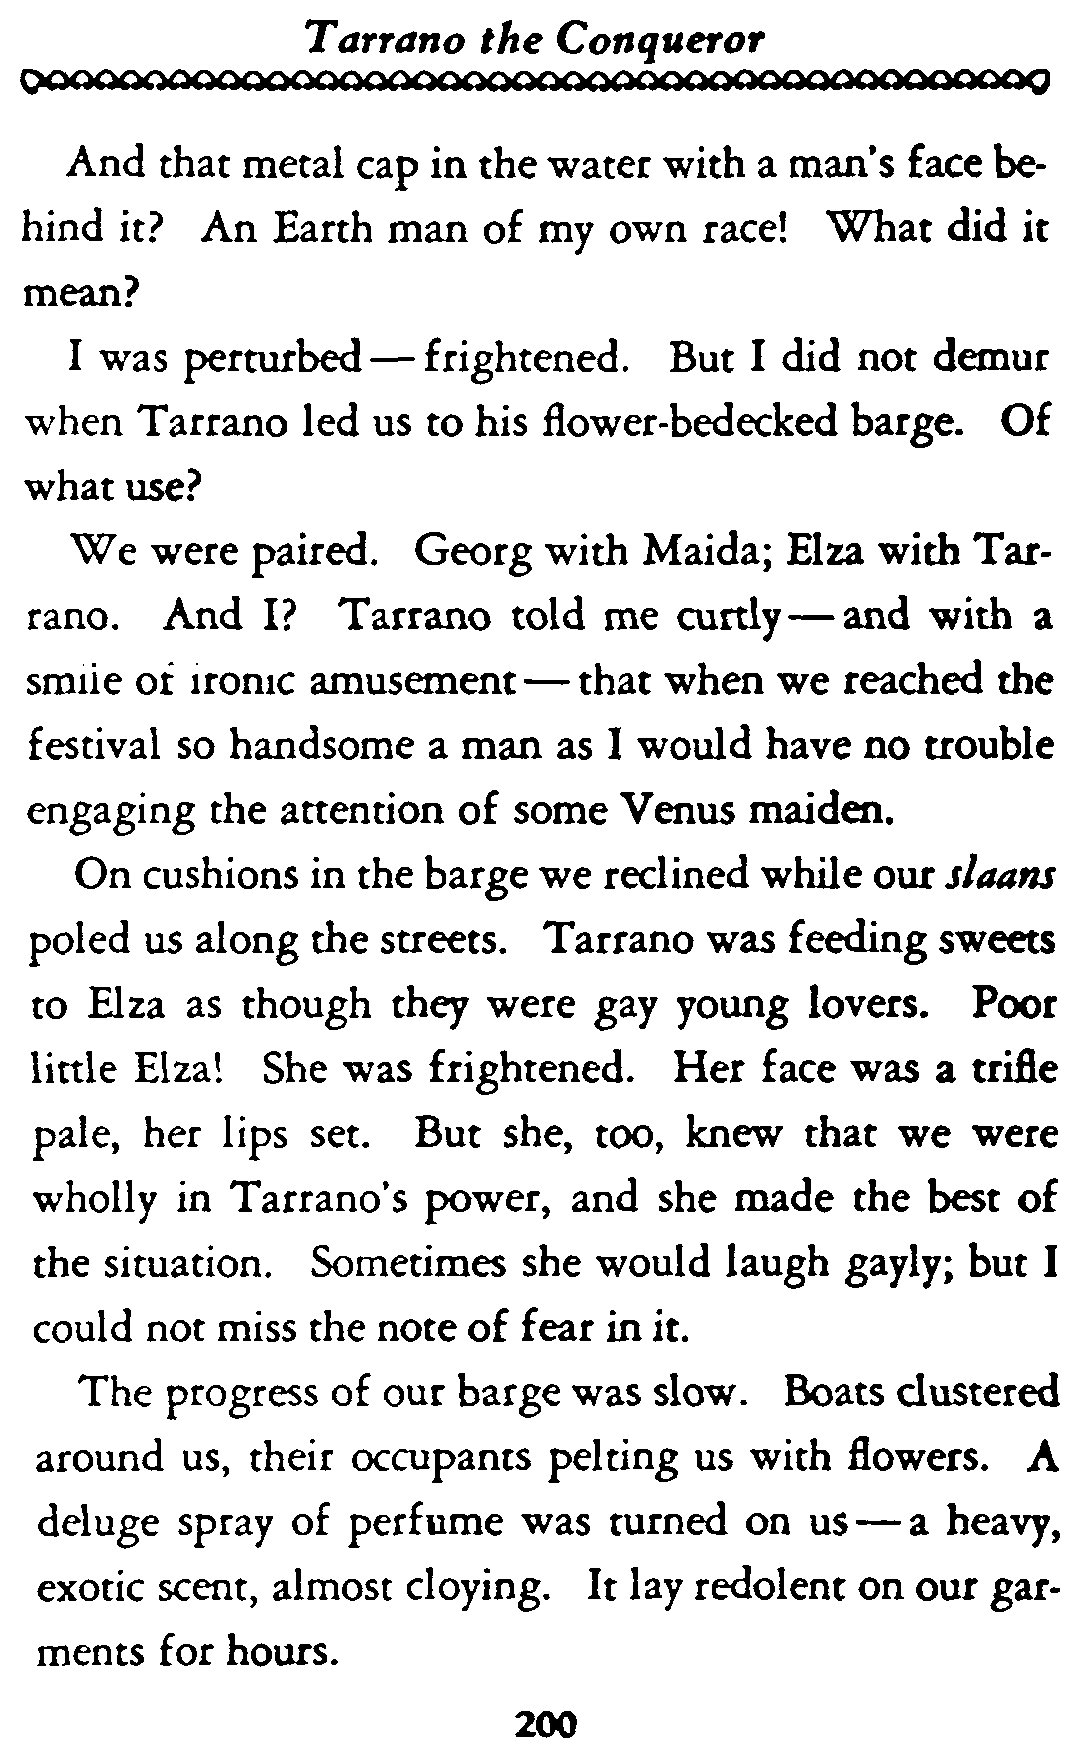 Tarrano the Conqueror
And that metal cap in the water with a man's face be-
hind it? An Earth man of my own race! What did it
mean?
I was perturbed—frightened. But I did not demur
when Tarrano led us to his flower-bedecked barge. Of
what use?
We were paired. Georg with Maida; Elza with Tar-
rano. And I? Tarrano told me curtly—and with a
smile of ironic amusement—that when we reached the
festival so handsome a man as I would have no trouble
engaging the attention of some Venus maiden.
On cushions in the barge we reclined while our slaans
poled us along the streets. Tarrano was feeding sweets
to Elza as though they were gay young lovers. Poor
little Elza! She was frightened. Her face was a trifle
pale, her lips set. But she, too, knew that we were
wholly in Tarrano's power, and she made the best of
the situation. Sometimes she would laugh gayly; but I
could not miss the note of fear in it.
The progress of our barge was slow. Boats clustered
around us, their occupants pelting us with flowers. A
deluge spray of perfume was turned on us—a heavy,
exotic scent, almost cloying. It lay redolent on our gar-
ments for hours.
200